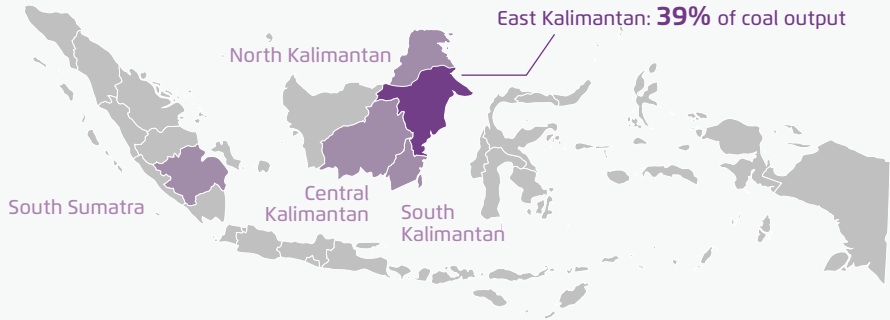 East Kalimantan: 39% of coal output
North Kalimantan
Central
Kalimantan
South
Kalimantan
South Sumatra